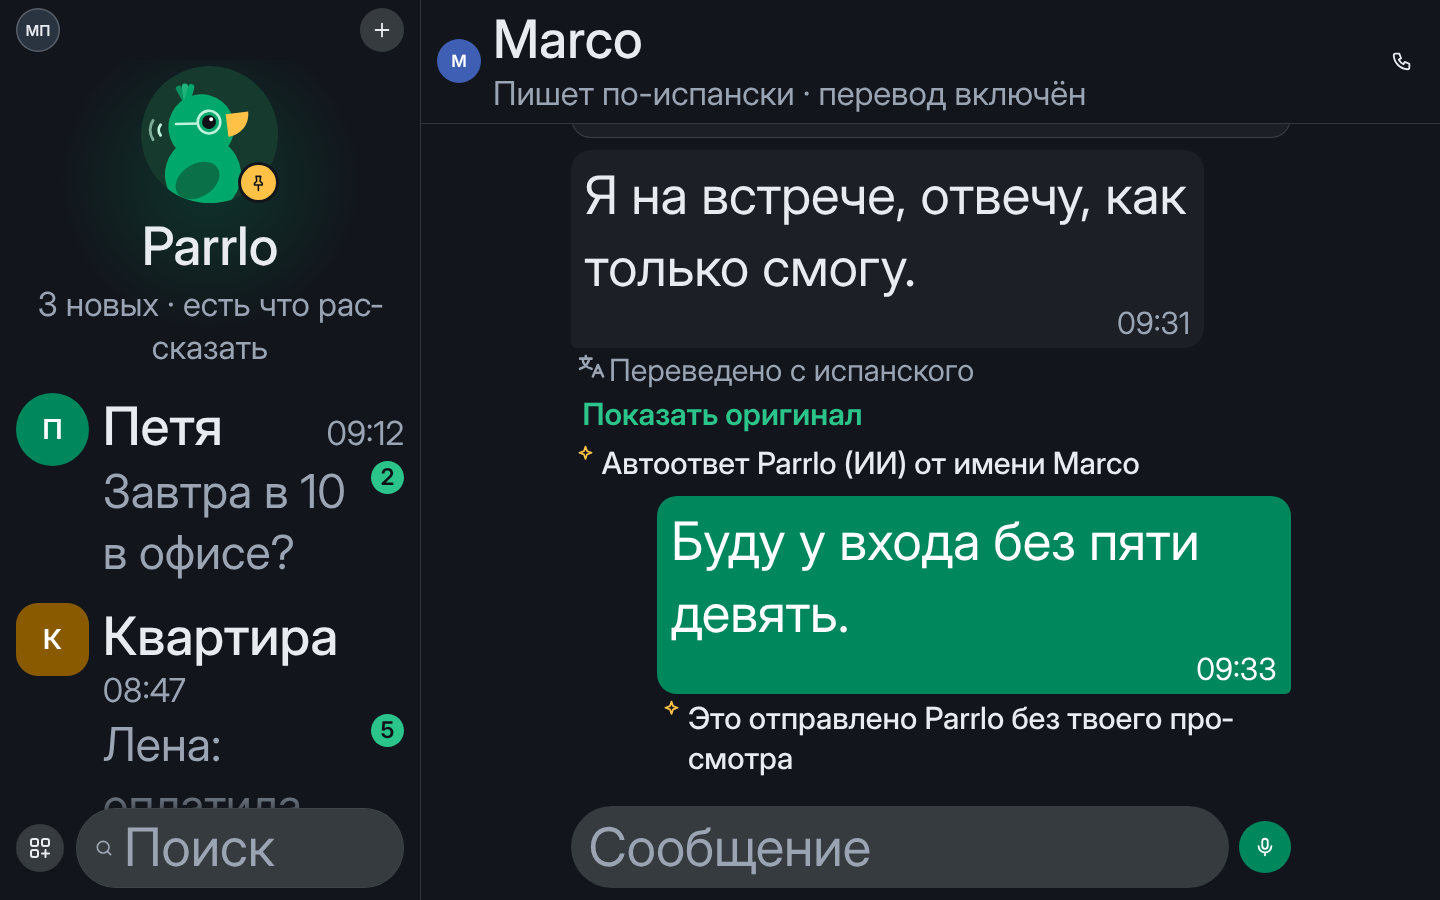 МП
Parrlo
3 новых · есть что рас-
сказать
П
Петя
09:12
Завтра в 10
в офисе?
2
К
Квартира
08:47
Лена:
оплатила
5
Поиск
М
Marco
Пишет по-испански · перевод включён
Я на встрече, отвечу, как
только смогу.
09:31
Переведено с испанского
Показать оригинал
Автоответ Parrlo (ИИ) от имени Marco
Буду у входа без пяти
девять.
09:33
Это отправлено Parrlo без твоего про-
смотра
Сообщение